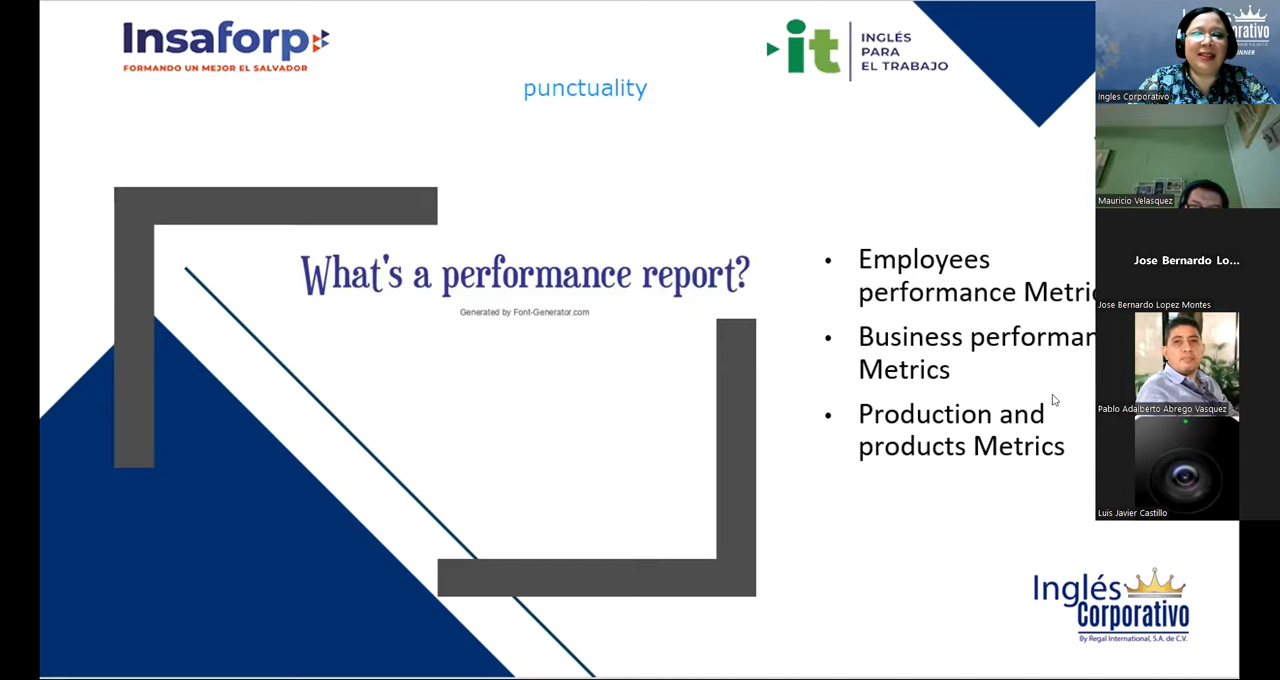 Insaforp
FORMANDO UN MEJOR EL SALVADOR
it
INGLÉS
PARA
EL TRABAJO
punctuality
What's a performance report?
Generated by Font-Generator.com
• Employees
performance Metric
• Business performan
Metrics
• Production and
products Metrics
Inglés
Corporativo
By Regal International, S.A. de C.V.
orativo
Ingles Corporativo
Mauricio Velasquez
Jose Bernardo Lo...
Jose Bernardo Lopez Montes
Pablo Adalberto Abrego Vasquez
Luis Javier Castillo